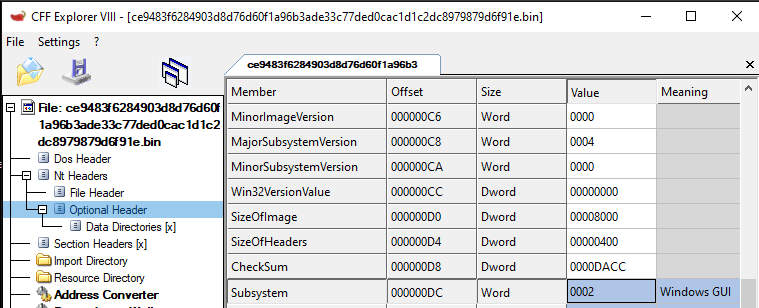 CFF Explorer VIII - [ce9483f6284903d8d76d60f1a96b3ade33c77ded0cac1d1c2dc8979879d6f91e.bin]
File Settings ?
ce9483f6284903d8d76d60f1a96b3
File: ce9483f6284903d8d76d60f
1a96b3ade33c77ded0cac1d1c2
dc8979879d6f91e.bin
Dos Header
Nt Headers
File Header
Optional Header
Data Directories [x]
Section Headers [x]
Import Directory
Resource Directory
Address Converter
Member Offset Size Value Meaning
MinorImageVersion 000000C6 Word 0000
MajorSubsystemVersion 000000C8 Word 0004
MinorSubsystemVersion 000000CA Word 0000
Win32VersionValue 000000CC Dword 00000000
SizeOfImage 000000D0 Dword 00008000
SizeOfHeaders 000000D4 Dword 00000400
CheckSum 000000D8 Dword 0000DACC
Subsystem 000000DC Word 0002 Windows GUI